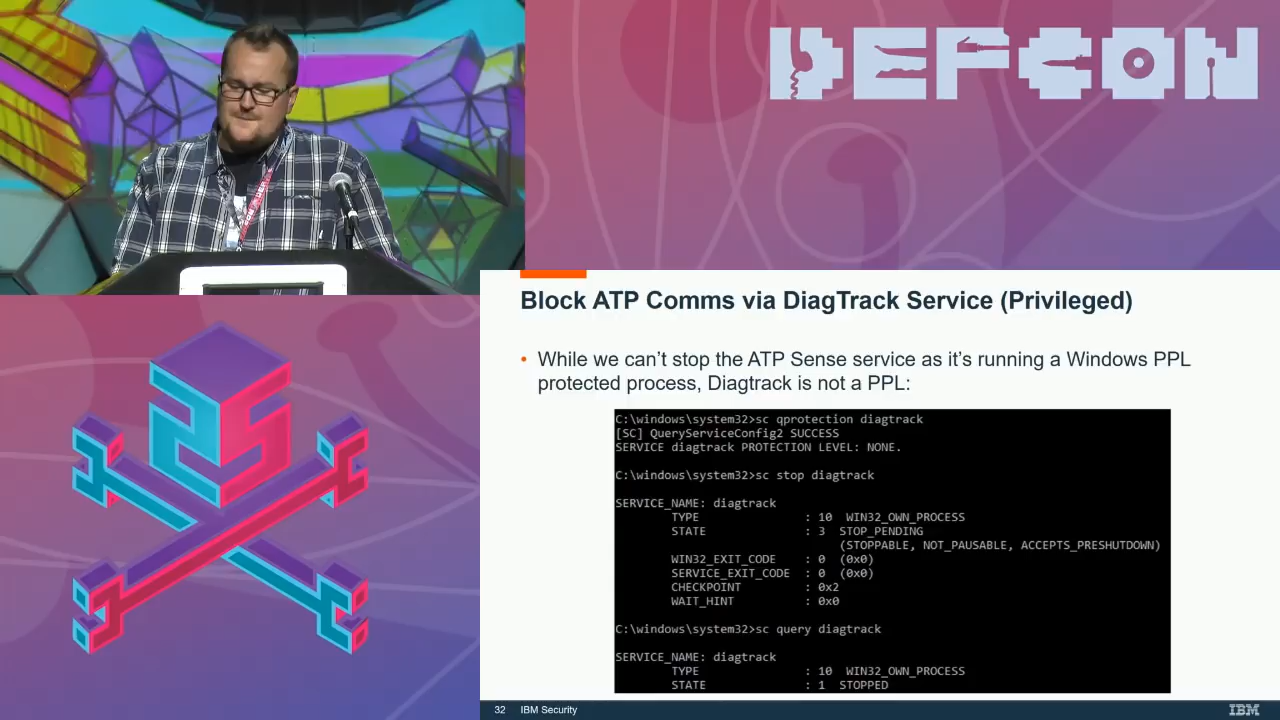 DEFCON
Block ATP Comms via DiagTrack Service (Privileged)
• While we can't stop the ATP Sense service as it's running a Windows PPL
protected process, Diagtrack is not a PPL:
C:\windows\system32>sc qprotection diagtrack
[SC] QueryServiceConfig2 SUCCESS
SERVICE diagtrack PROTECTION LEVEL: NONE.
C:\windows\system32>sc stop diagtrack
SERVICE_NAME: diagtrack
TYPE : 10 WIN32_OWN_PROCESS
STATE : 3 STOP_PENDING
(STOPPABLE, NOT_PAUSABLE, ACCEPTS_PRESHUTDOWN)
WIN32_EXIT_CODE : 0 (0x0)
SERVICE_EXIT_CODE : 0 (0x0)
CHECKPOINT : 0x2
WAIT_HINT : 0x0
C:\windows\system32>sc query diagtrack
SERVICE_NAME: diagtrack
TYPE : 10 WIN32_OWN_PROCESS
STATE : 1 STOPPED
32 IBM Security
IBM